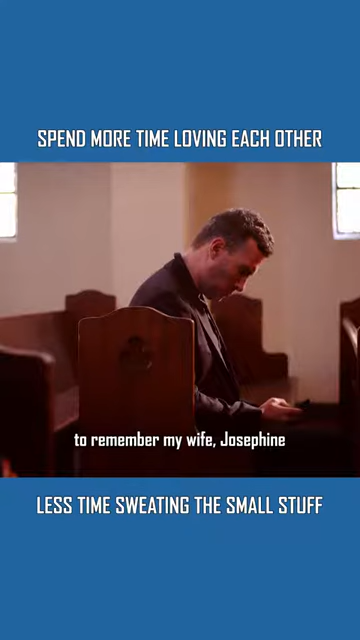 SPEND MORE TIME LOVING EACH OTHER
to remember my wife, Josephine
LESS TIME SWEATING THE SMALL STUFF